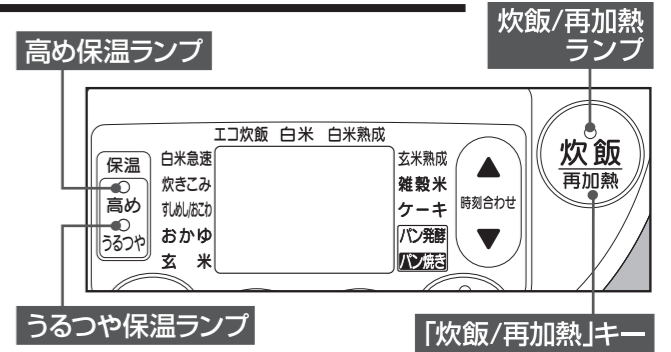 炊飯/再加熱
ランプ
高め保温ランプ
エコ炊飯 白米 白米熟成
保温
高め
うるつや
白米急速
炊きこみ
すしめし/おこわ
おかゆ
玄 米
玄米熟成
雑穀米
ケーキ
パン発酵
パン焼き
時刻合わせ
炊飯
再加熱
うるつや保温ランプ
「炊飯/再加熱」キー